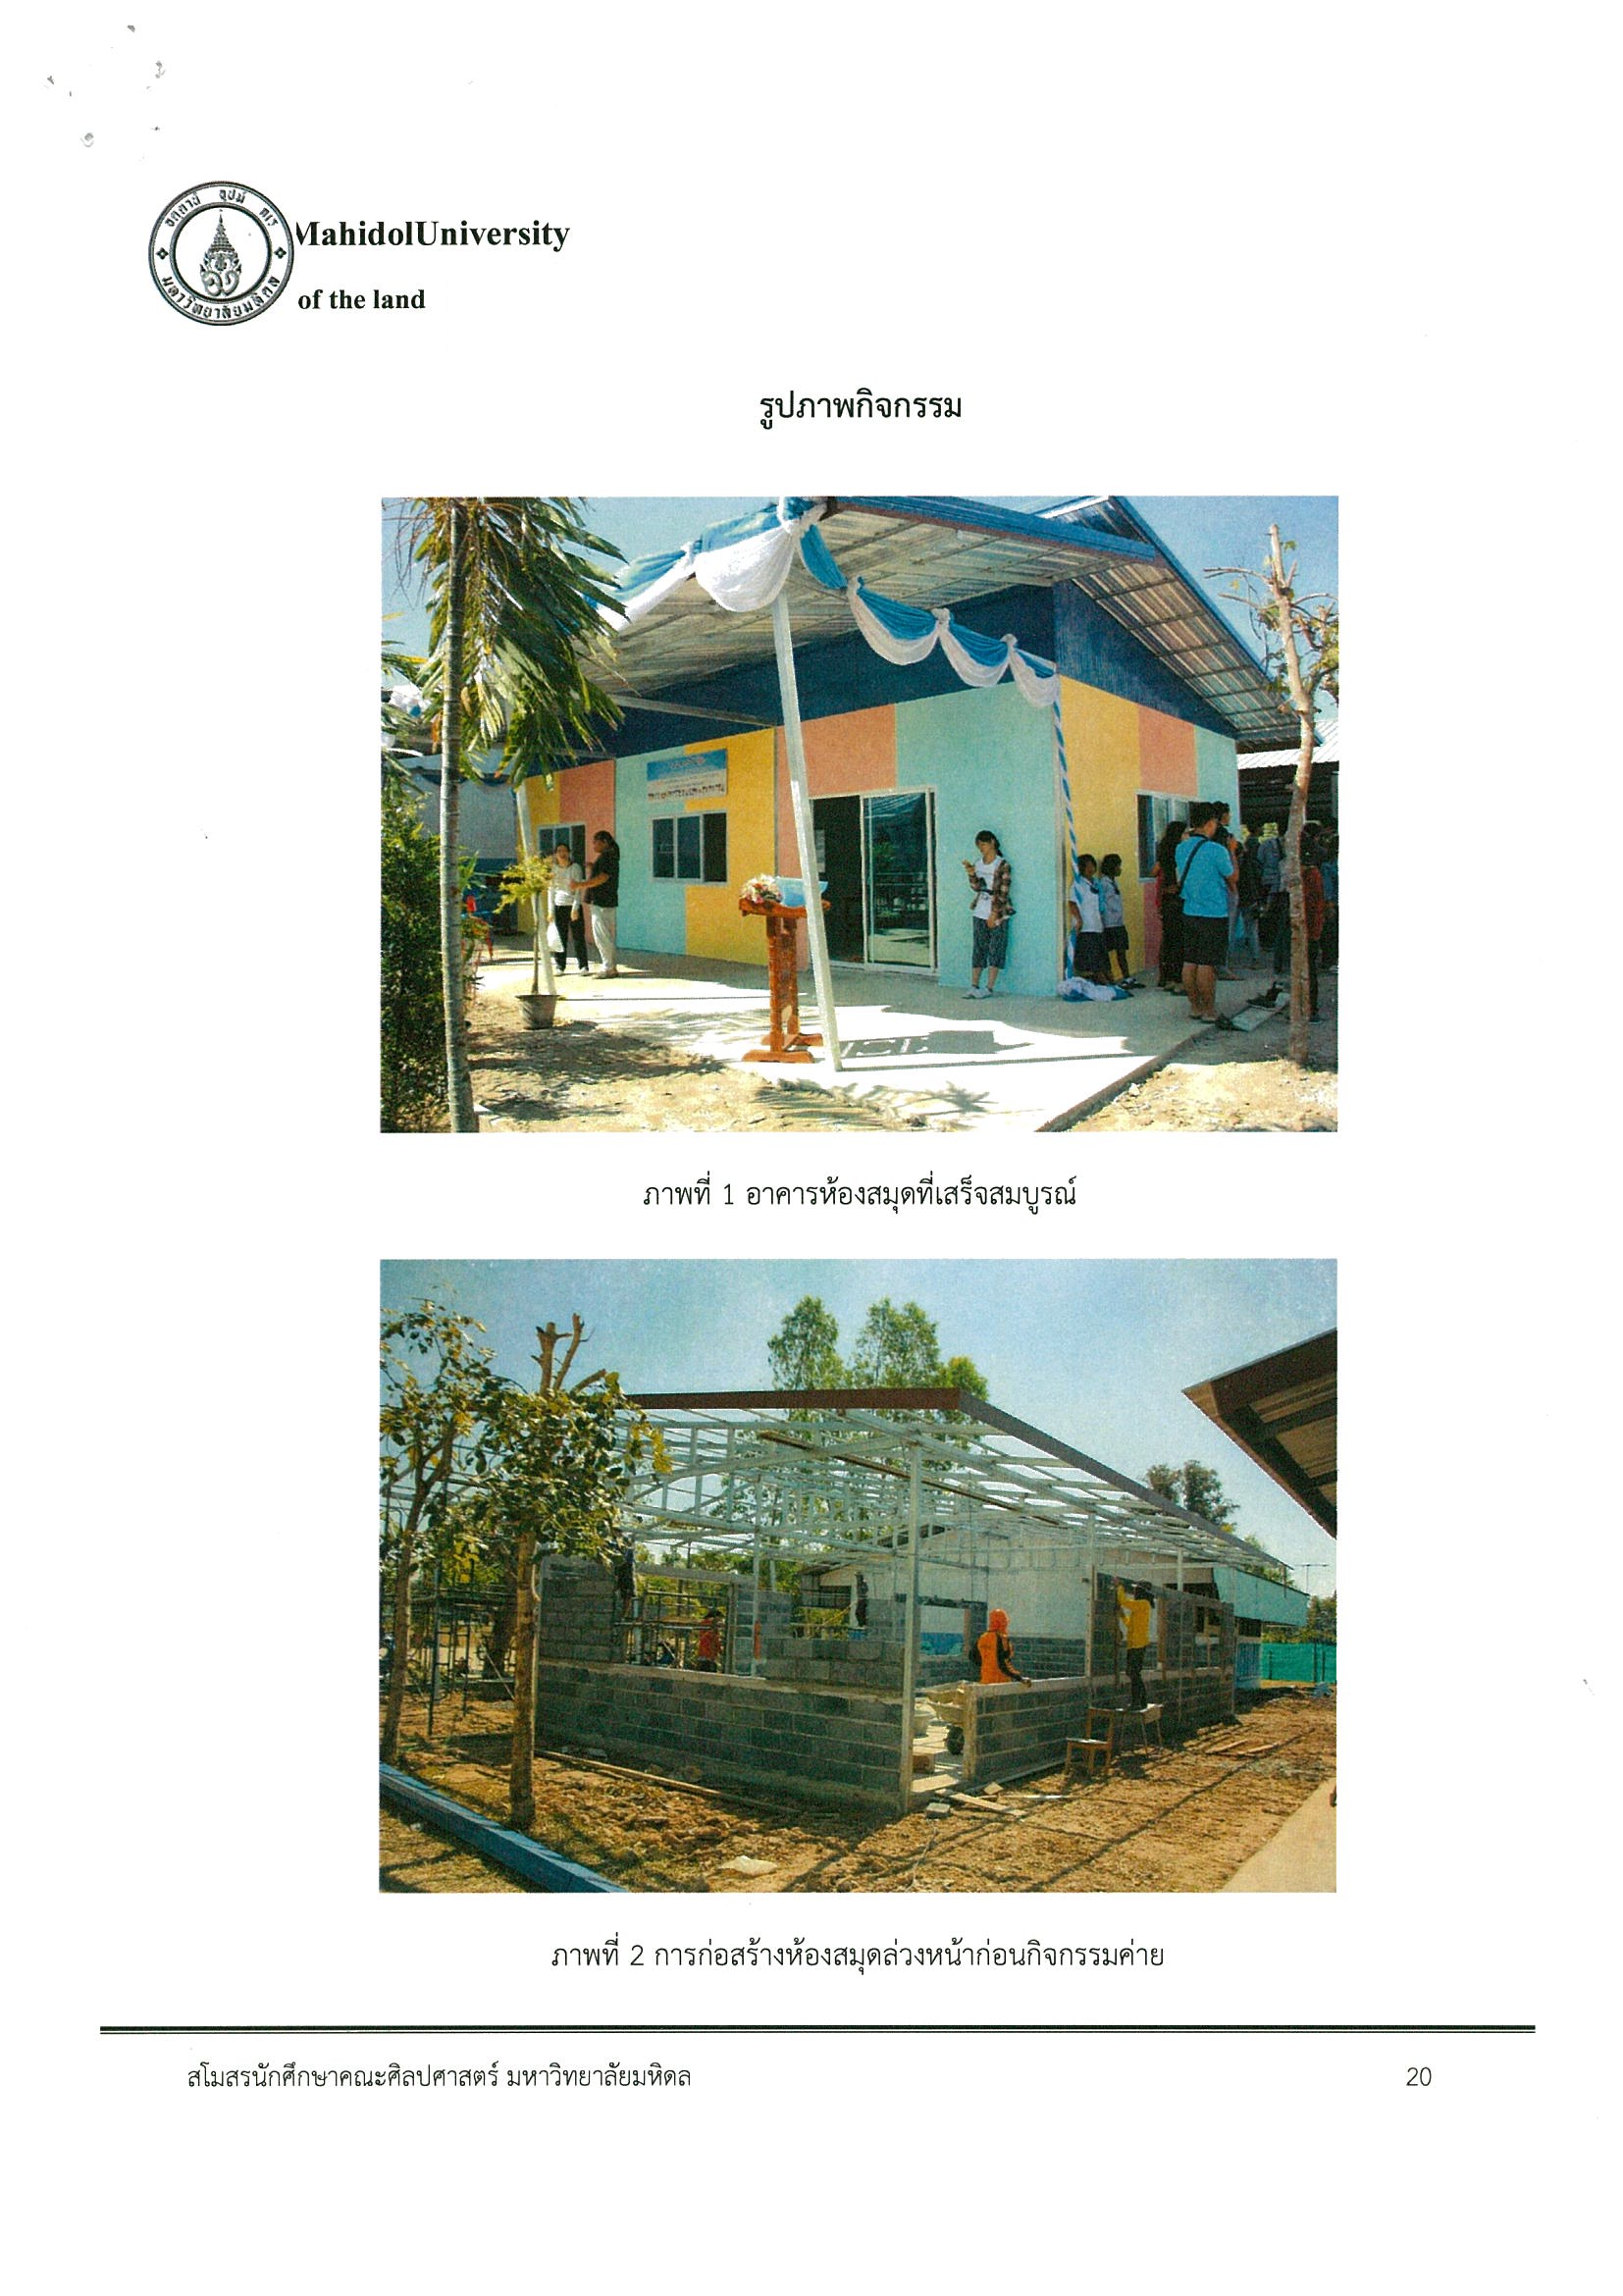 อตฺตานํ อุปมํ กเร
มหาวิทยาลัยมหิดล
MahidolUniversity
of the land
รูปภาพกิจกรรม
ภาพที่ 1 อาคารห้องสมุดที่เสร็จสมบูรณ์
ภาพที่ 2 การก่อสร้างห้องสมุดล่วงหน้าก่อนกิจกรรมค่าย
สโมสรนักศึกษาคณะศิลปศาสตร์ มหาวิทยาลัยมหิดล 20